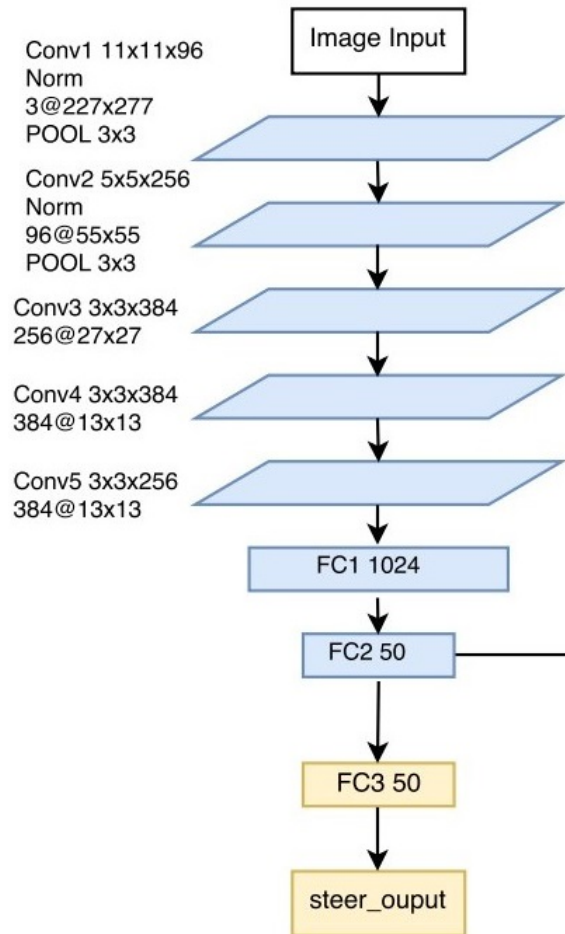 Image Input
Conv1 11x11x96
Norm
3@227x277
POOL 3x3
Conv2 5x5x256
Norm
96@55x55
POOL 3x3
Conv3 3x3x384
256@27x27
Conv4 3x3x384
384@13x13
Conv5 3x3x256
384@13x13
FC1 1024
FC2 50
FC3 50
steer_ouput